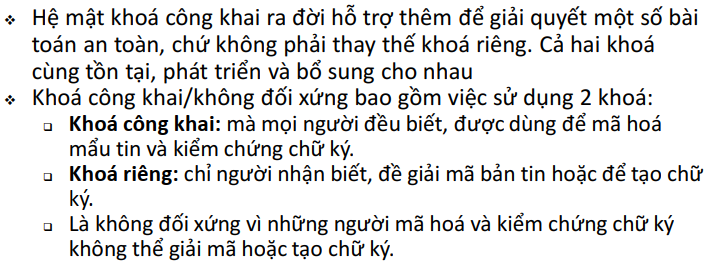 ❖ Hệ mật khoá công khai ra đời hỗ trợ thêm để giải quyết một số bài
toán an toàn, chứ không phải thay thế khoá riêng. Cả hai khoá
cùng tồn tại, phát triển và bổ sung cho nhau
❖ Khoá công khai/không đối xứng bao gồm việc sử dụng 2 khoá:
❑ Khoá công khai: mà mọi người đều biết, được dùng để mã hoá
mẩu tin và kiểm chứng chữ ký.
❑ Khoá riêng: chỉ người nhận biết, đề giải mã bản tin hoặc để tạo chữ
ký.
❑ Là không đối xứng vì những người mã hoá và kiểm chứng chữ ký
không thể giải mã hoặc tạo chữ ký.